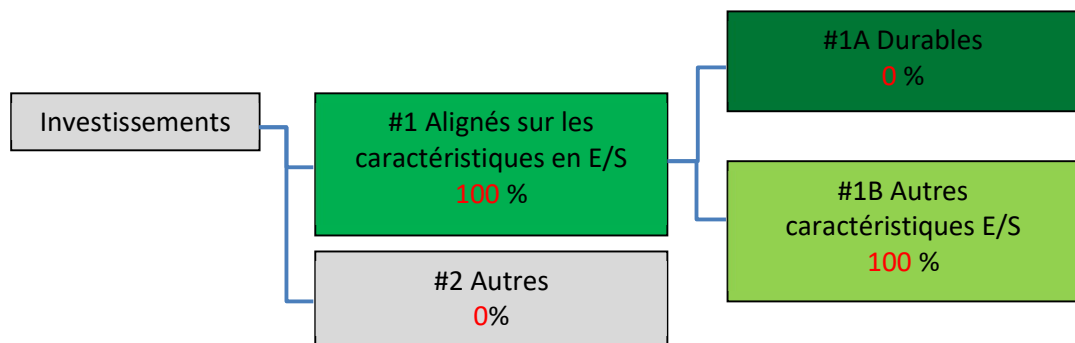 Investissements
#1 Alignés sur les
caractéristiques en E/S
100 %
#2 Autres
0%
#1A Durables
0 %
#1B Autres
caractéristiques E/S
100 %